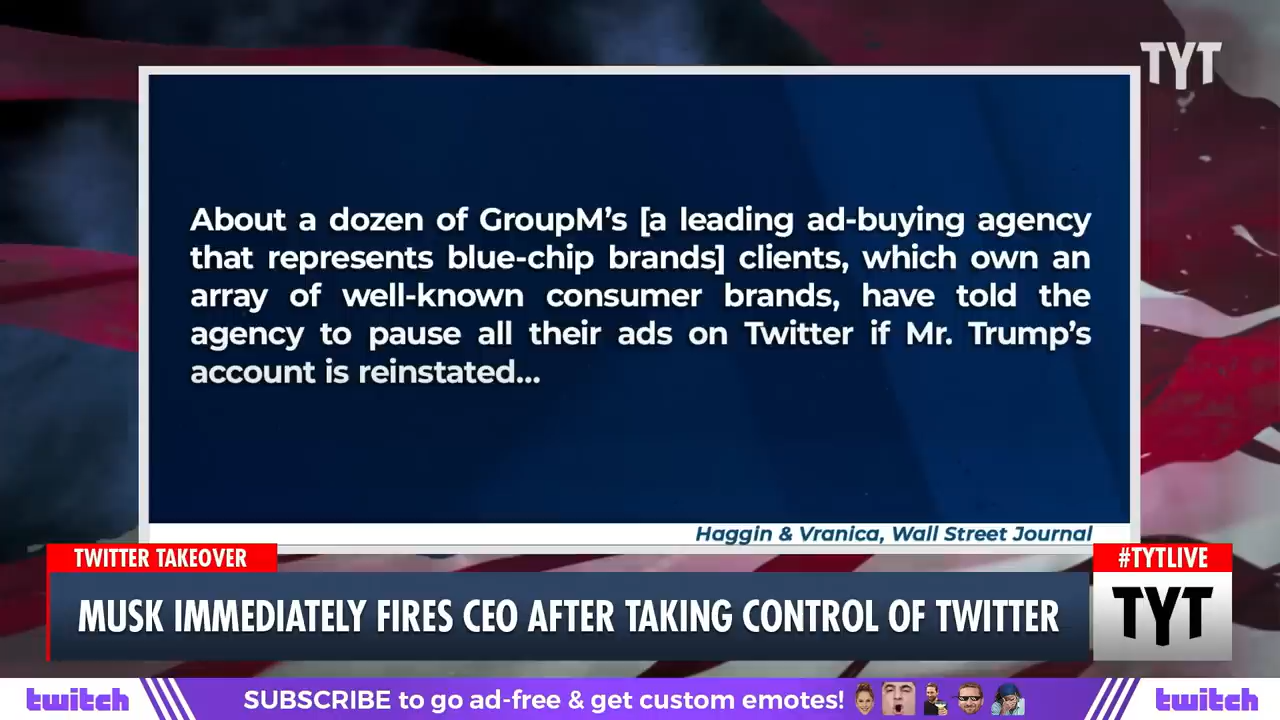 TYT
About a dozen of GroupM’s [a leading ad-buying agency
that represents blue-chip brands] clients, which own an
array of well-known consumer brands, have told the
agency to pause all their ads on Twitter if Mr. Trump’s
account is reinstated...
Haggin & Vranica, Wall Street Journal
TWITTER TAKEOVER
#TYTLIVE
MUSK IMMEDIATELY FIRES CEO AFTER TAKING CONTROL OF TWITTER
TYT
twitch
SUBSCRIBE to go ad-free & get custom emotes!
twitch